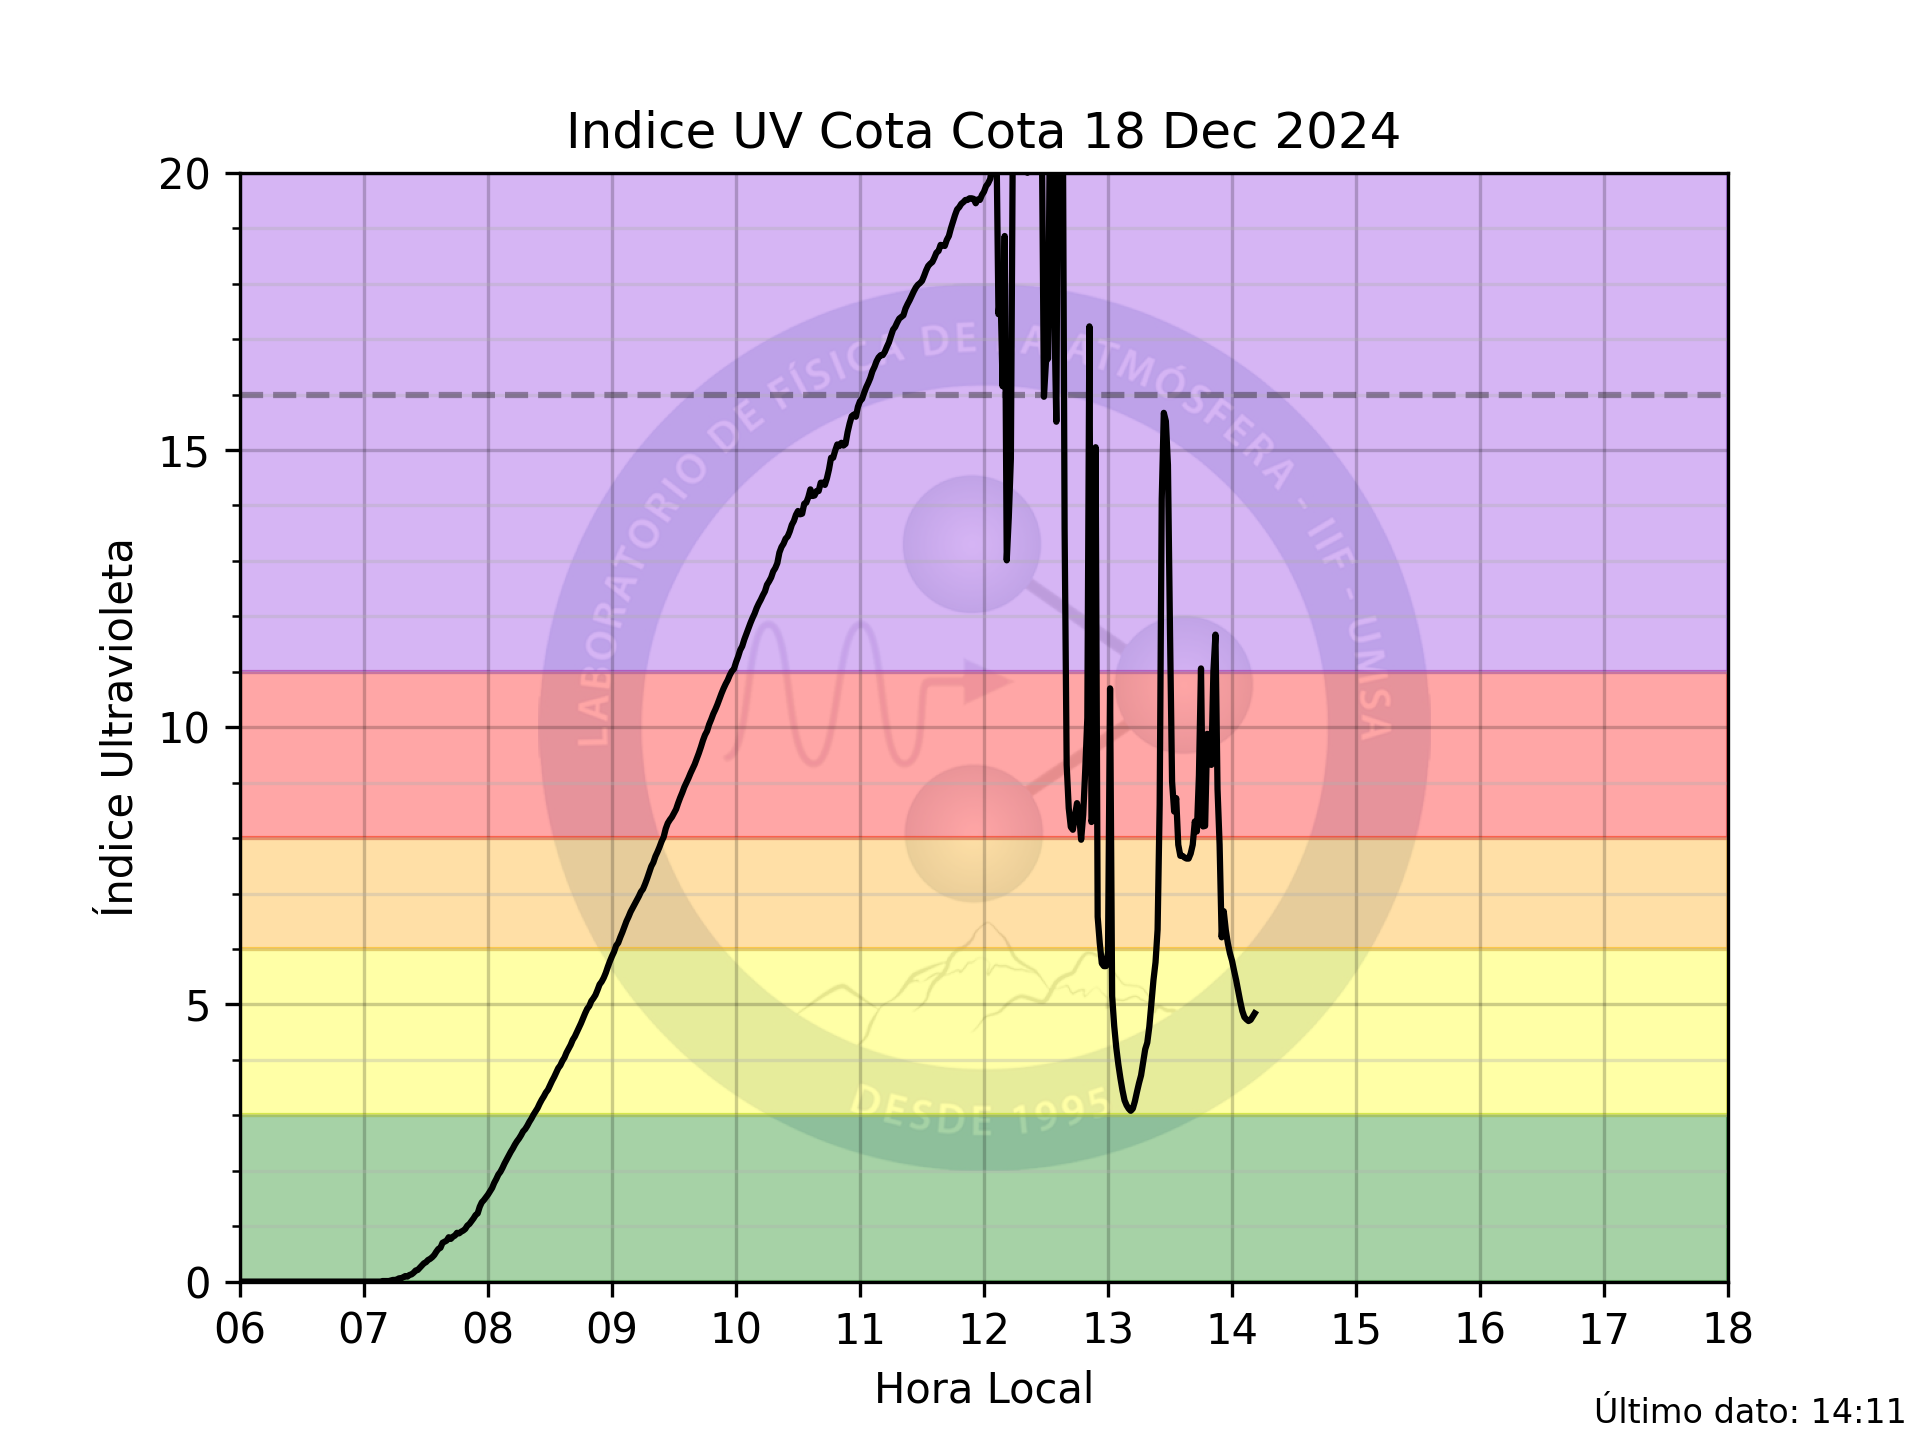 Indice UV Cota Cota 18 Dec 2024
20
15
10
5
0
Índice Ultravioleta
LABORATORIO DE FÍSICA DE LA ATMÓSFERA - IIF - UMSA
DESDE 1995
06 07 08 09 10 11 12 13 14 15 16 17 18
Hora Local
Último dato: 14:11